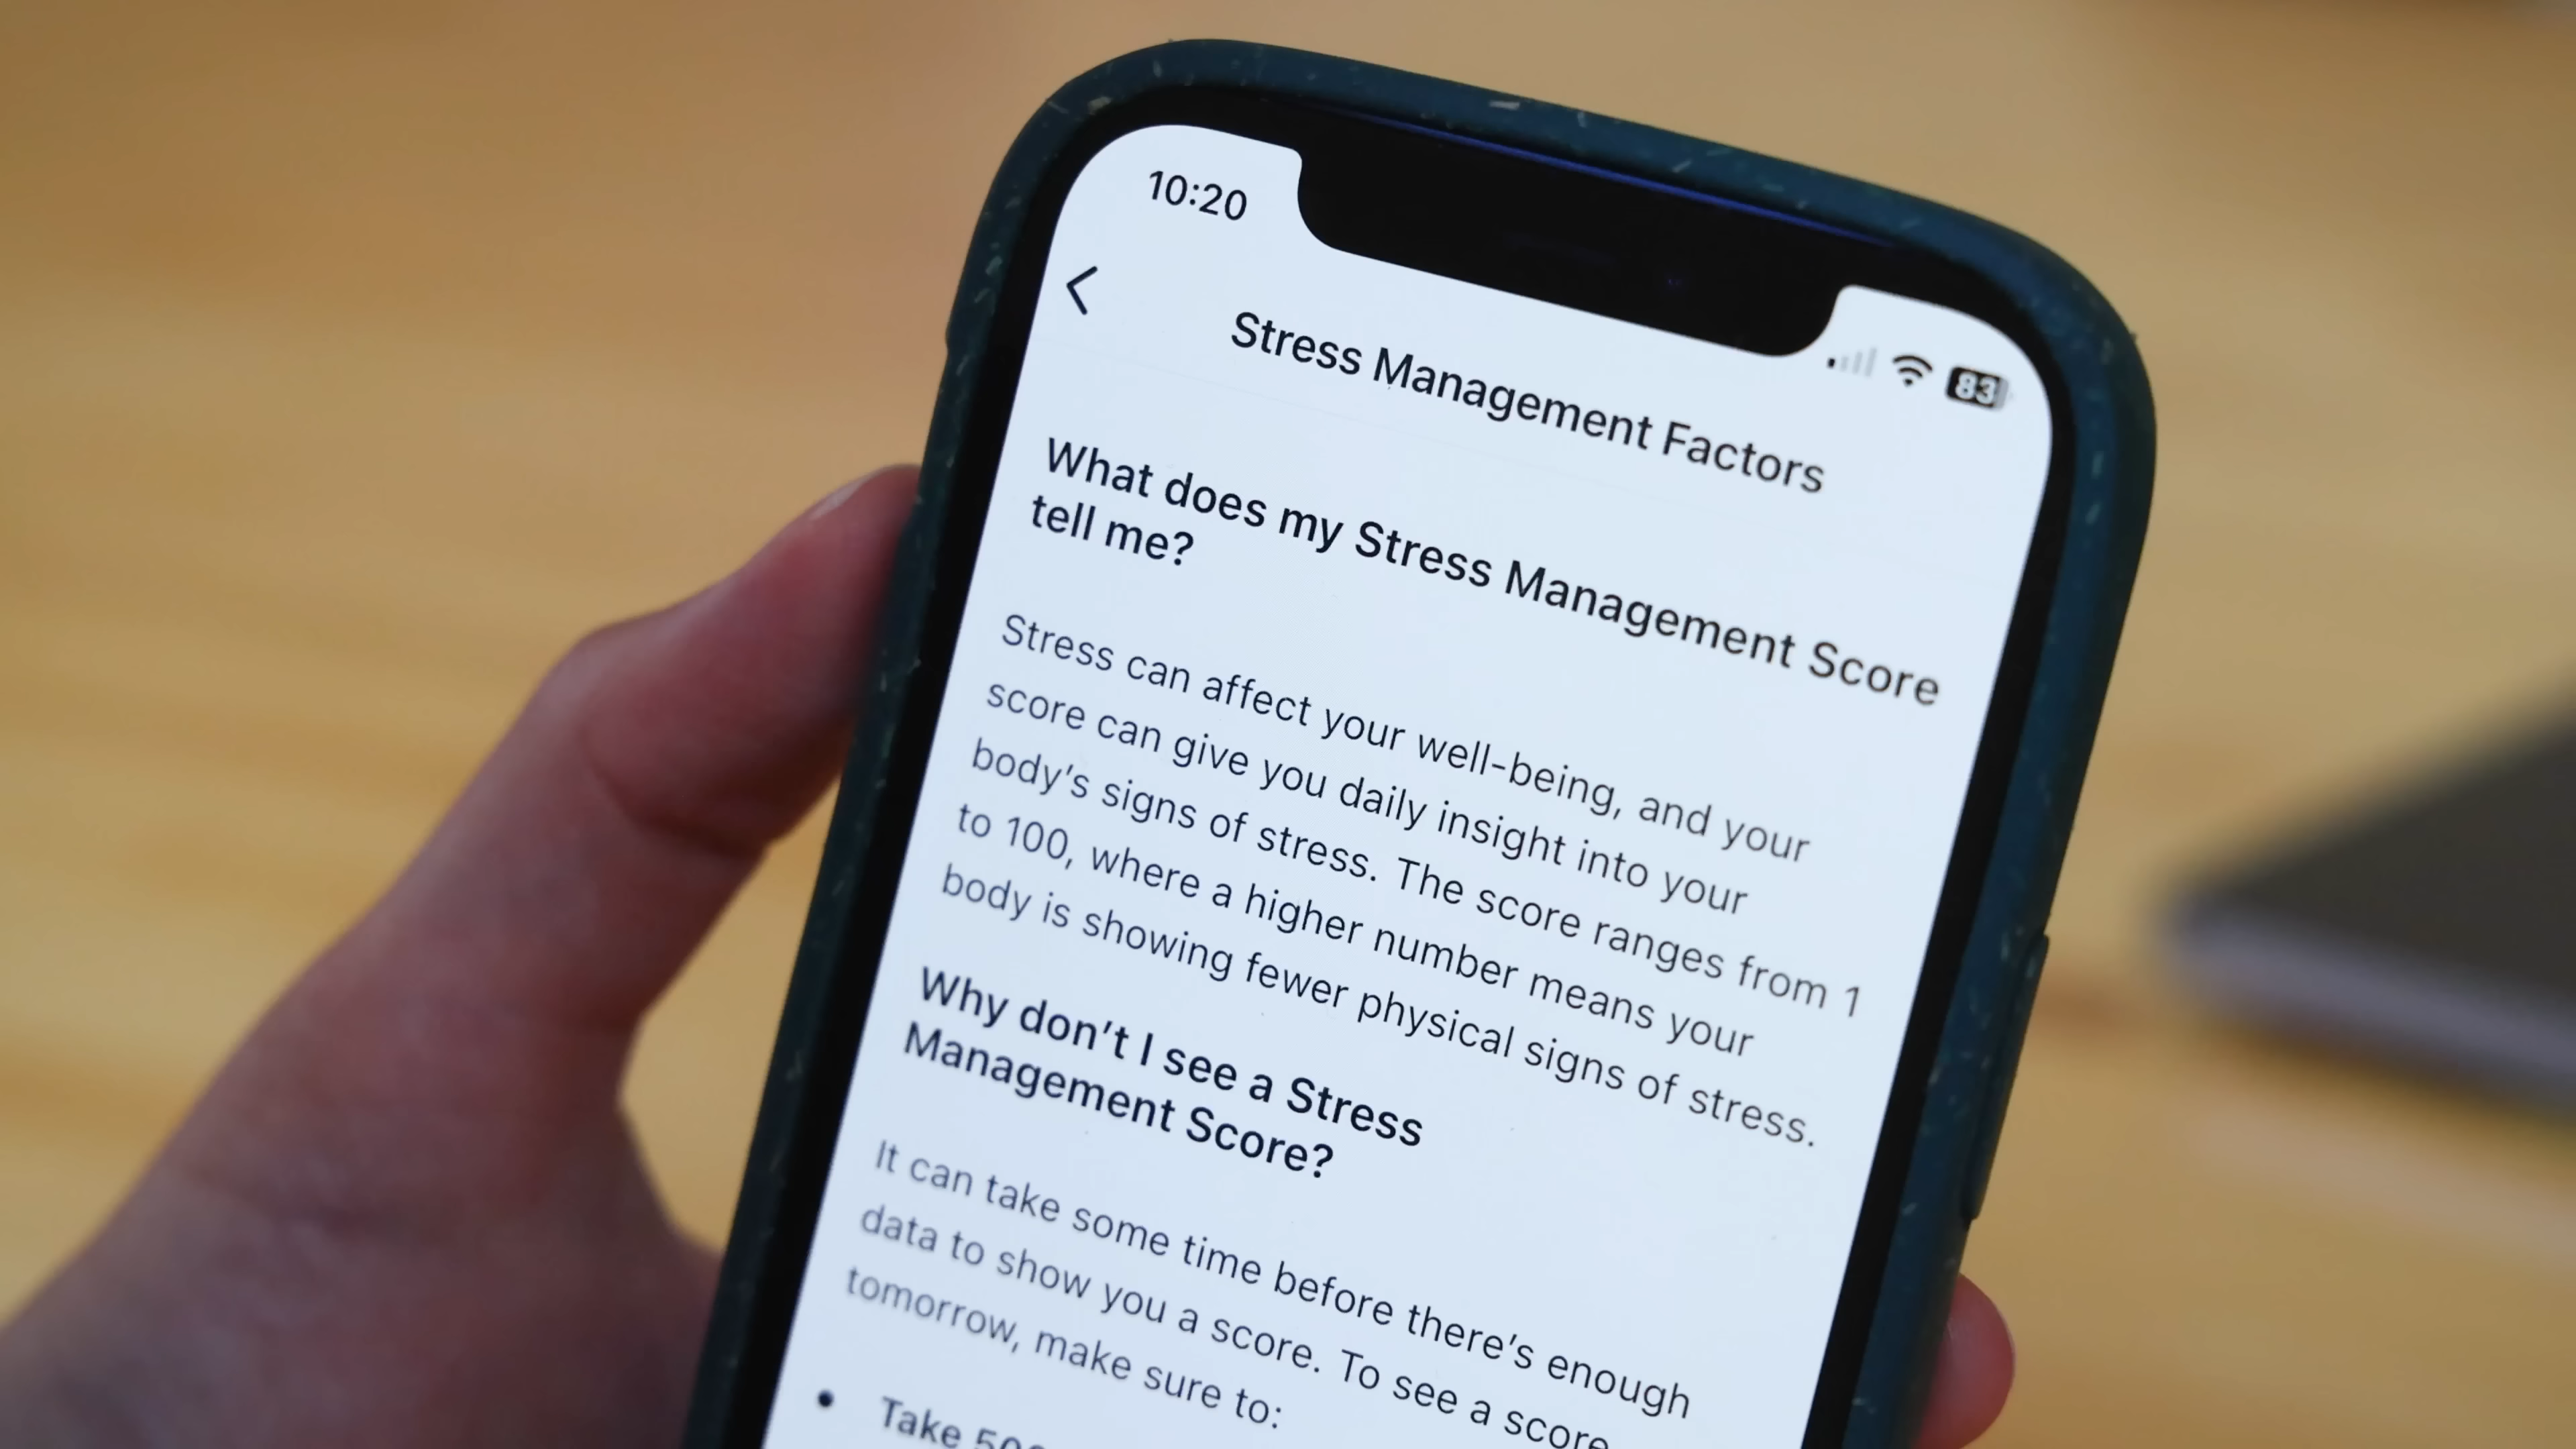 10:20
83
Stress Management Factors
What does my Stress Management Score
tell me?
Stress can affect your well-being, and your
score can give you daily insight into your
body's signs of stress. The score ranges from 1
to 100, where a higher number means your
body is showing fewer physical signs of stress.
Why don't I see a Stress
Management Score?
It can take some time before there's enough
data to show you a score. To see a score
tomorrow, make sure to:
• Take